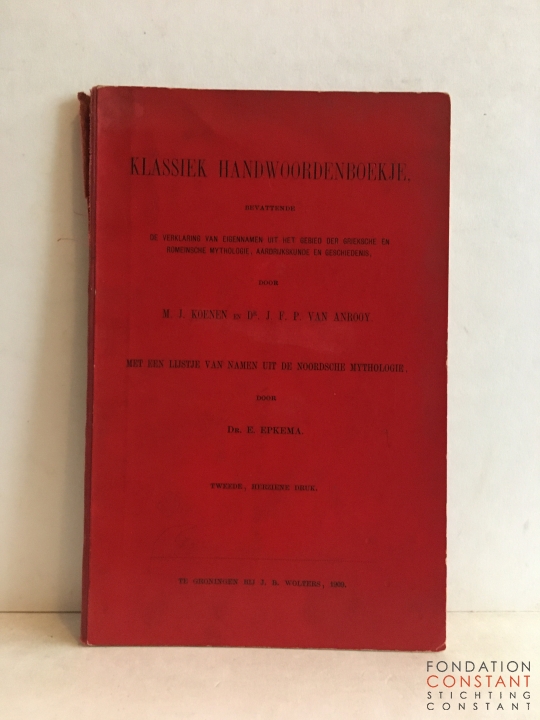 KLASSIEK HANDWOORDENBOEKJE,
BEVATTENDE
DE VERKLARING VAN EIGENNAMEN UIT HET GEBIED DER GRIEKSCHE EN
ROMEINSCHE MYTHOLOGIE, AARDRIJKSKUNDE EN GESCHIEDENIS,
DOOR
M. J. KOENEN EN DR. J. F. P. VAN ANROOY.
MET EEN LIJSTJE VAN NAMEN UIT DE NOORDSCHE MYTHOLOGIE,
DOOR
DR. E. EPKEMA.
TWEEDE, HERZIENE DRUK.
TE GRONINGEN BIJ J. B. WOLTERS,
FONDATION
CONSTANT
STICHTING
CONSTANT